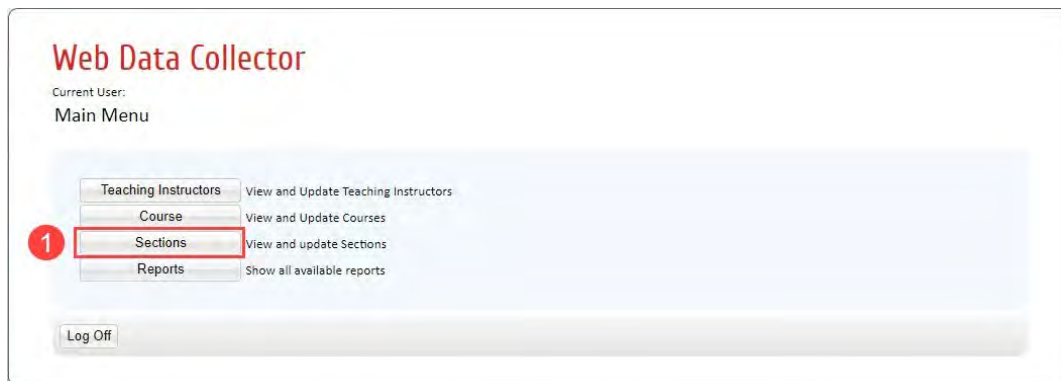 Web Data Collector
Current User:
Main Menu
Teaching Instructors View and Update Teaching Instructors
Course View and Update Courses
1 Sections View and update Sections
Reports Show all available reports
Log Off